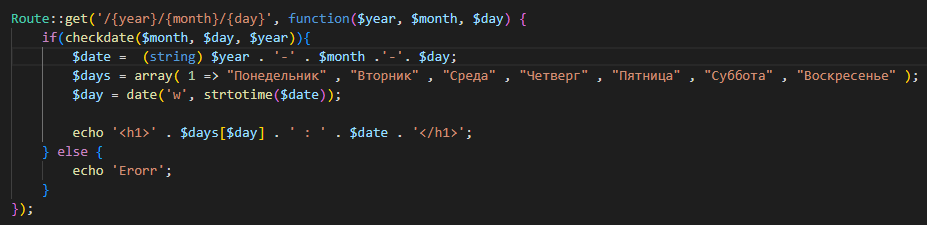 Route::get('/{year}/{month}/{day}', function($year, $month, $day) {
    if(checkdate($month, $day, $year)){
        $date =  (string) $year . '-' . $month .'-'. $day;
        $days = array( 1 => "Понедельник" , "Вторник" , "Среда" , "Четверг" , "Пятница" , "Суббота" , "Воскресенье" );
        $day = date('w', strtotime($date));

        echo '<h1>' . $days[$day] . ' : ' . $date . '</h1>';
    } else {
        echo 'Erorr';
    }
});